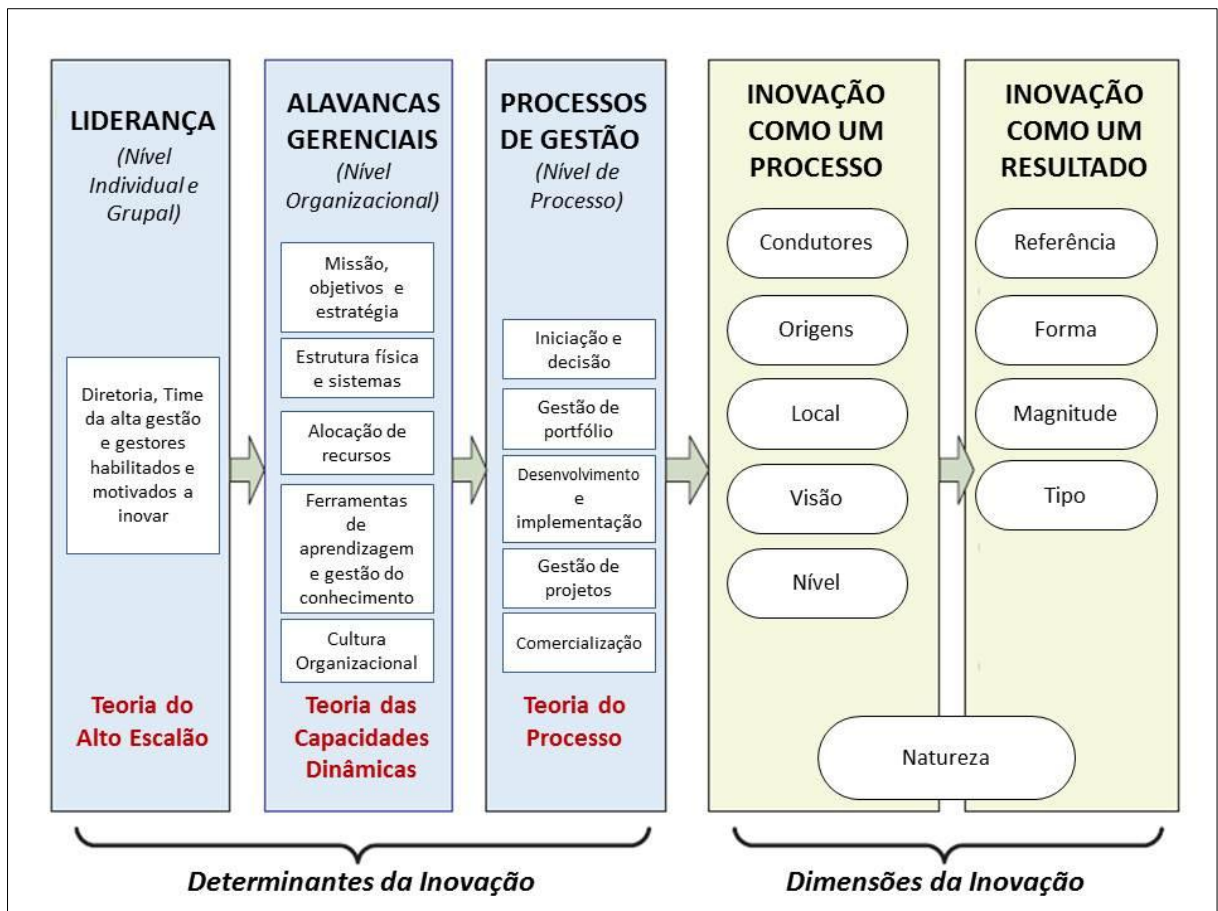 LIDERANÇA
(Nível
Individual e
Grupal)
Diretoria, Time
da alta gestão
e gestores
habilitados e
motivados a
inovar
Teoria do
Alto Escalão
ALAVANCAS
GERENCIAIS
(Nível
Organizacional)
Missão,
objetivos e
estratégia
Estrutura física
e sistemas
Alocação de
recursos
Ferramentas
de
aprendizagem
e gestão do
conhecimento
Cultura
Organizacional
Teoria das
Capacidades
Dinâmicas
PROCESSOS
DE GESTÃO
(Nível de
Processo)
Iniciação e
decisão
Gestão de
portfólio
Desenvolvimento
e
implementação
Gestão de
projetos
Comercialização
Teoria do
Processo
INOVAÇÃO
COMO UM
PROCESSO
Condutores
Origens
Local
Visão
Nível
INOVAÇÃO
COMO UM
RESULTADO
Referência
Forma
Magnitude
Tipo
Natureza
Determinantes da Inovação
Dimensões da Inovação